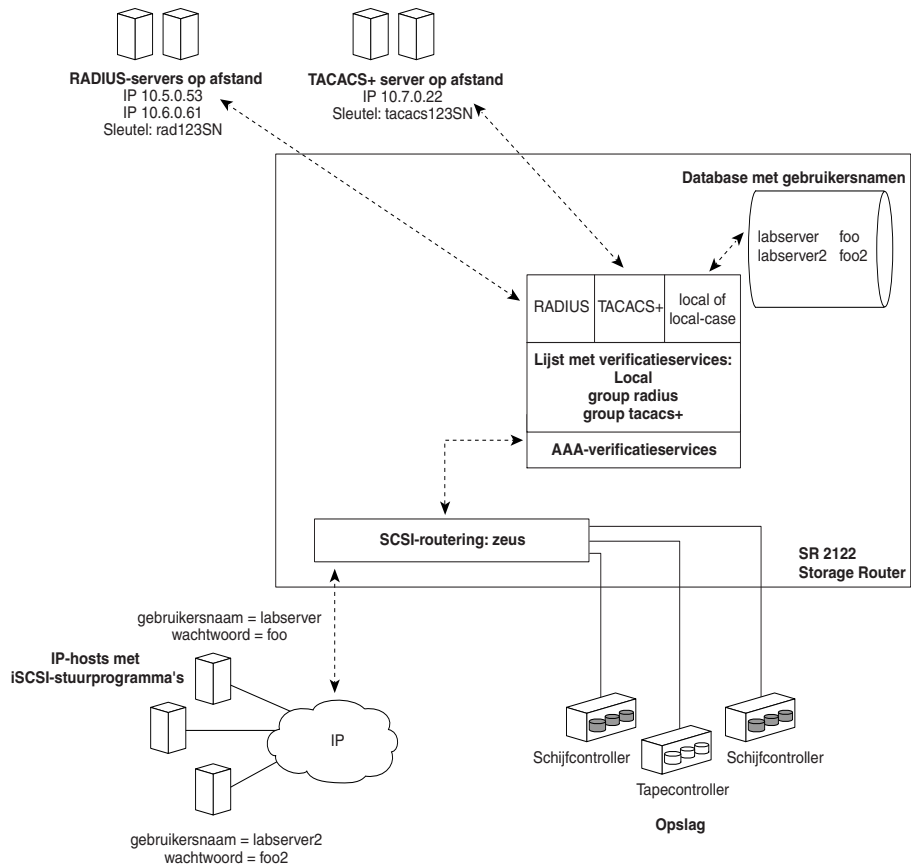 RADIUS-servers op afstand
IP 10.5.0.53
IP 10.6.0.61
Sleutel: rad123SN
TACACS+ server op afstand
IP 10.7.0.22
Sleutel: tacacs123SN
Database met gebruikersnamen
labserver foo
labserver2 foo2
RADIUS
TACACS+
local of
local-case
Lijst met verificatieservices:
Local
group radius
group tacacs+
AAA-verificatieservices
SCSI-routering: zeus
SR 2122
Storage Router
gebruikersnaam = labserver
wachtwoord = foo
IP-hosts met
iSCSI-stuurprogramma's
IP
gebruikersnaam = labserver2
wachtwoord = foo2
Schijfcontroller
Tapecontroller
Schijfcontroller
Opslag